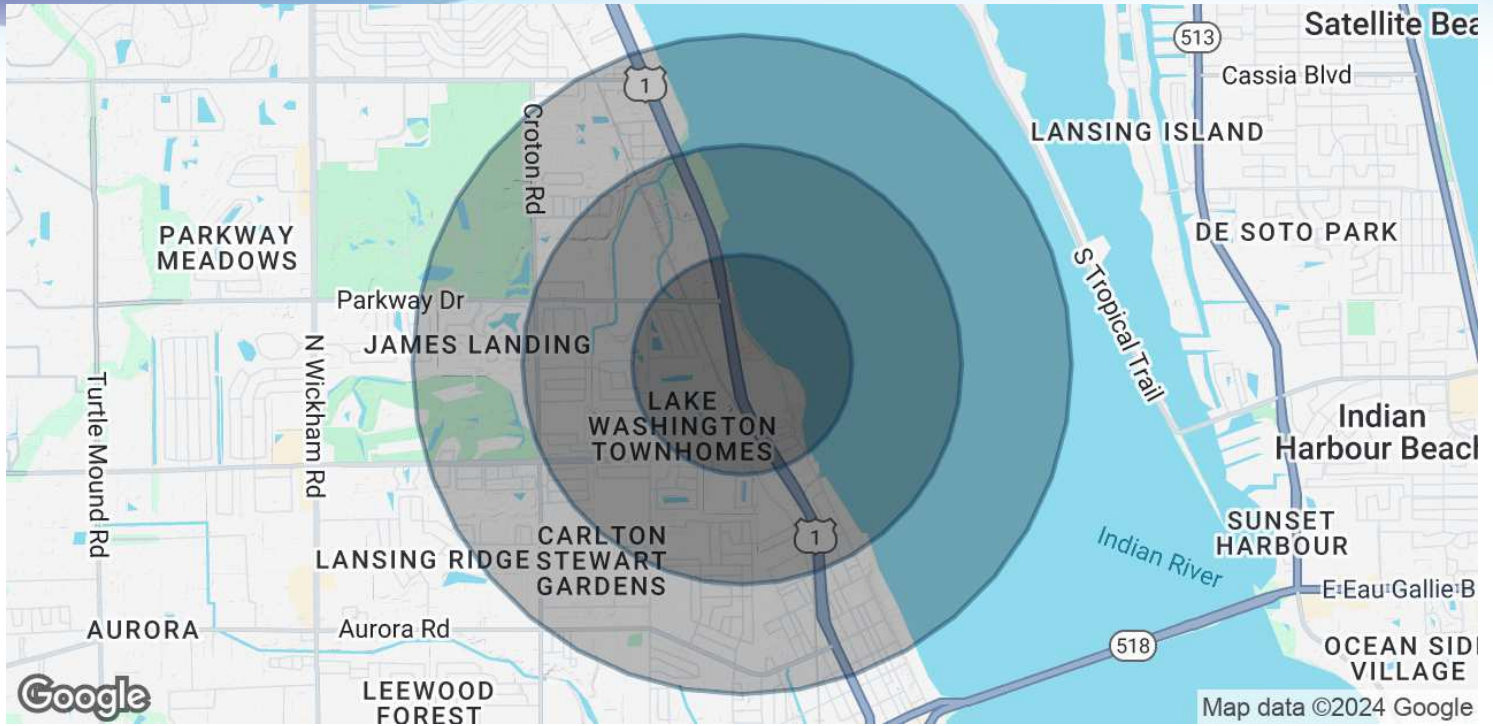 Satellite Bea
513
Cassia Blvd
1
Croton Rd
LANSING ISLAND
PARKWAY
MEADOWS
DE SOTO PARK
S Tropical Trail
Parkway Dr
JAMES LANDING
N Wickham Rd
Turtle Mound Rd
LAKE
WASHINGTON
TOWNHOMES
Indian
Harbour Beach
CARLTON
STEWART
GARDENS
LANSING RIDGE
1
SUNSET
HARBOUR
Indian River
E Eau Gallie B
AURORA
Aurora Rd
518
OCEAN SIDE
VILLAGE
LEEWOOD
FOREST
Google
Map data ©2024 Google